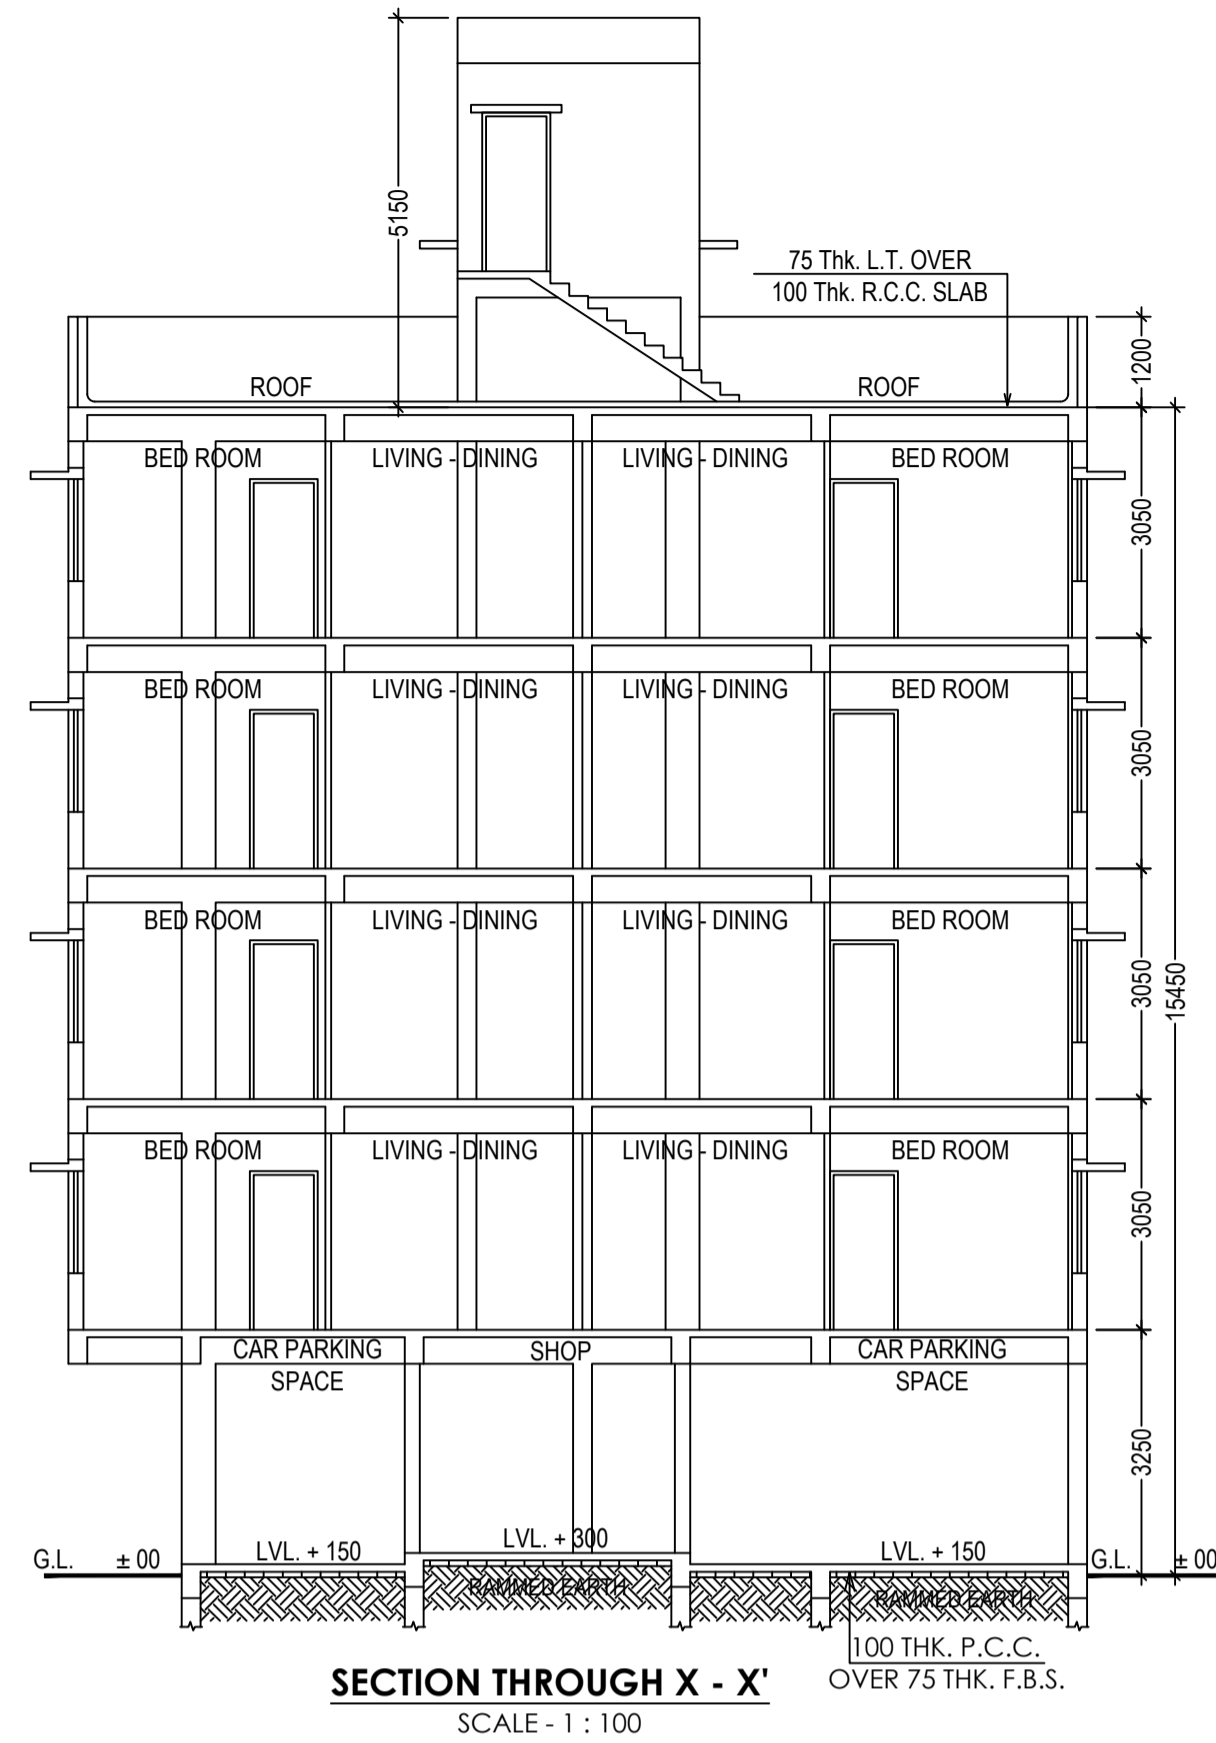 5150
75 Thk. L.T. OVER
100 Thk. R.C.C. SLAB
1200
ROOF
ROOF
BED ROOM
LIVING - DINING
LIVING - DINING
BED ROOM
3050
BED ROOM
LIVING - DINING
LIVING - DINING
BED ROOM
3050
BED ROOM
LIVING - DINING
LIVING - DINING
BED ROOM
3050
15450
BED ROOM
LIVING - DINING
LIVING - DINING
BED ROOM
3050
CAR PARKING
SPACE
SHOP
CAR PARKING
SPACE
3250
G.L. ± 00
LVL. + 150
LVL. + 300
LVL. + 150
G.L. ± 00
RAMMED EARTH
RAMMED EARTH
100 THK. P.C.C.
OVER 75 THK. F.B.S.
SECTION THROUGH X - X'
SCALE - 1 : 100